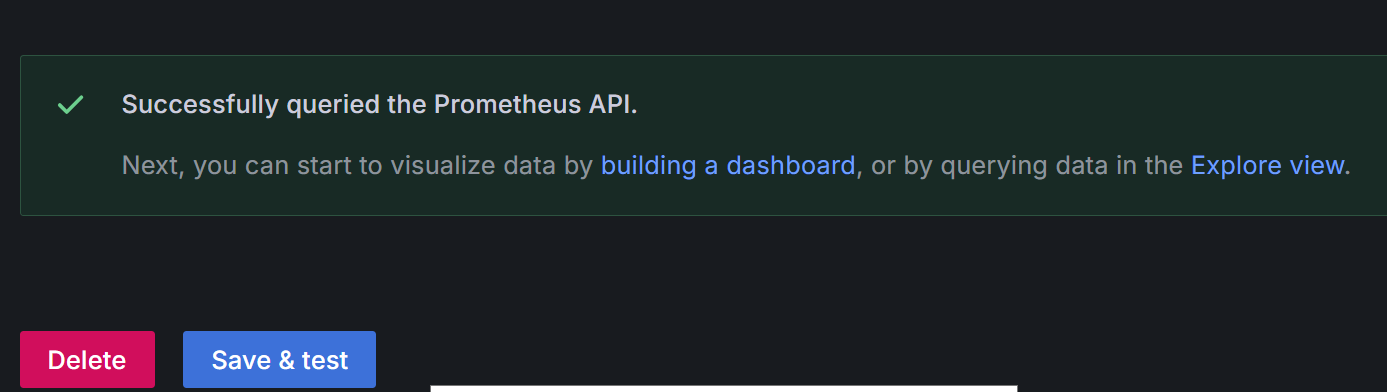 Successfully queried the Prometheus API.
Next, you can start to visualize data by building a dashboard, or by querying data in the Explore view.
Delete
Save & test